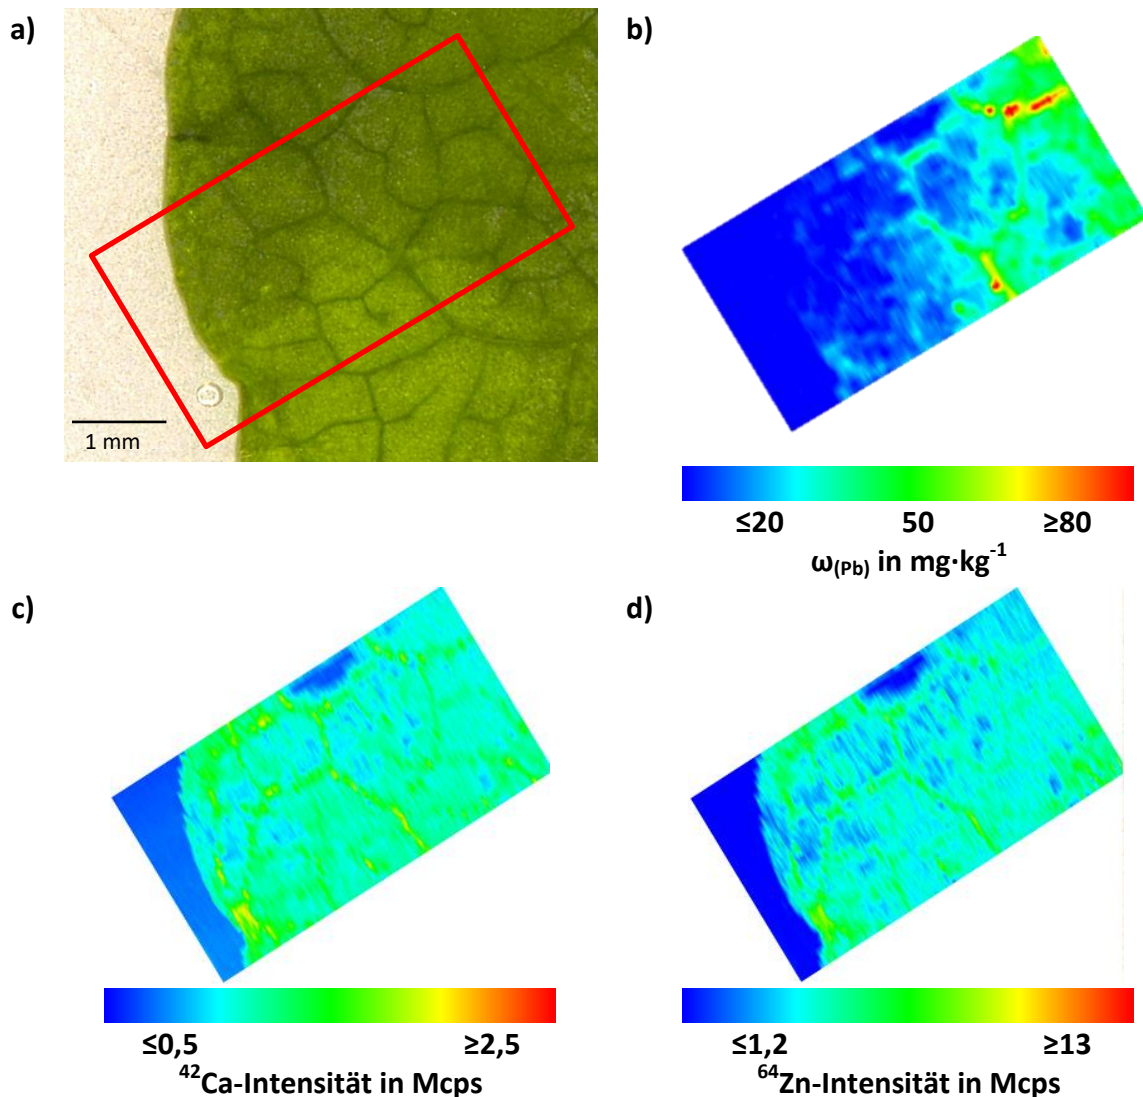 a)
b)
1 mm
≤20 50 ≥80
ω(Pb) in mg·kg-1
c)
d)
≤0,5 ≥2,5
42Ca-Intensität in Mcps
≤1,2 ≥13
64Zn-Intensität in Mcps